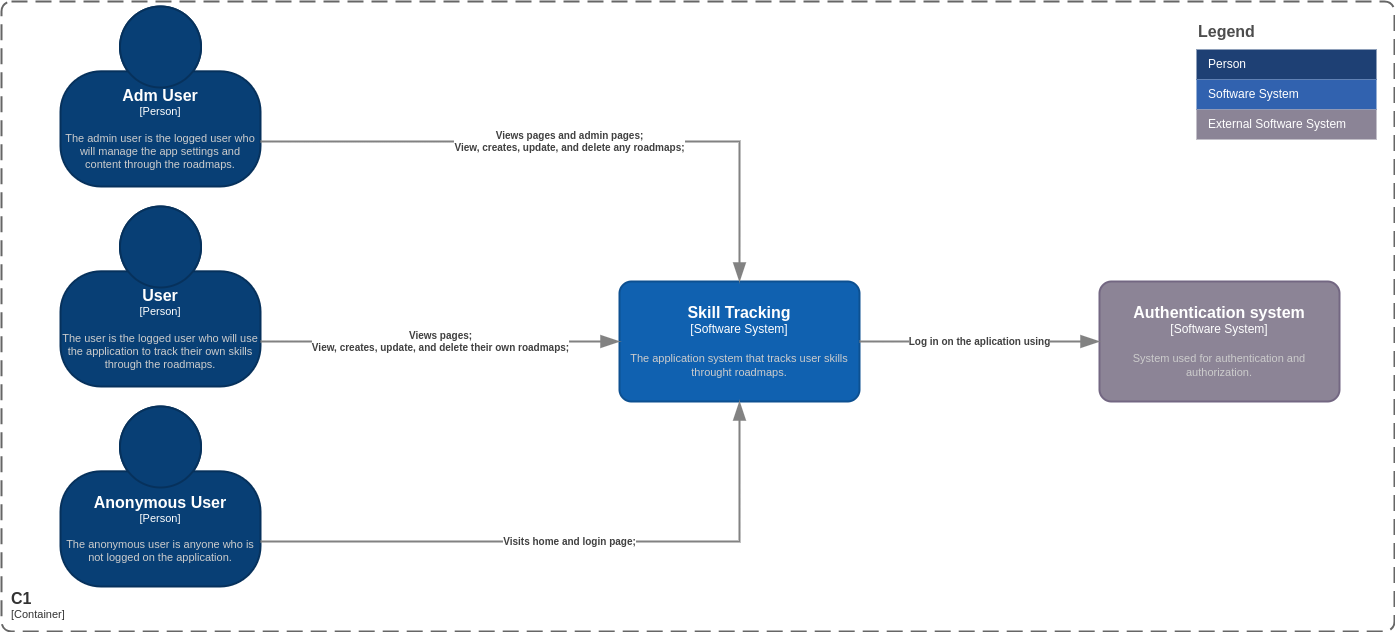 Adm User
[Person]
The admin user is the logged user who
will manage the app settings and
content through the roadmaps.
Views pages and admin pages;
View, creates, update, and delete any roadmaps;
Legend
Person
Software System
External Software System
User
[Person]
The user is the logged user who will use
the application to track their own skills
through the roadmaps.
Views pages;
View, creates, update, and delete their own roadmaps;
Skill Tracking
[Software System]
The application system that tracks user skills
throught roadmaps.
Log in on the aplication using
Authentication system
[Software System]
System used for authentication and
authorization.
Anonymous User
[Person]
The anonymous user is anyone who is
not logged on the application.
Visits home and login page;
C1
[Container]